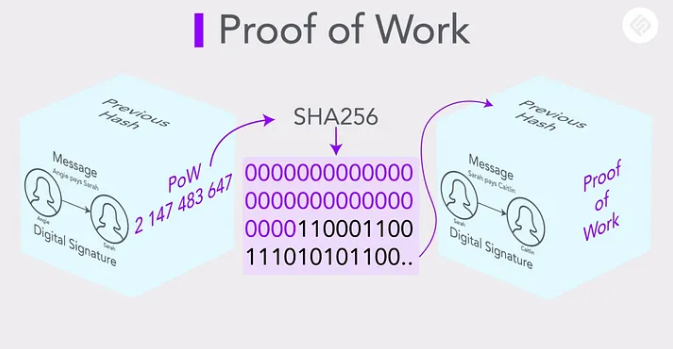 Proof of Work
Previous
Hash
Message
Angie pays Sarah
Angie
Sarah
Digital Signature
PoW
2 147 483 647
SHA256
0000000000000
0000000000000
0000110001100
111010101100..
Previous
Hash
Message
Sarah pays Caitlin
Sarah
Caitlin
Digital Signature
Proof
of
Work